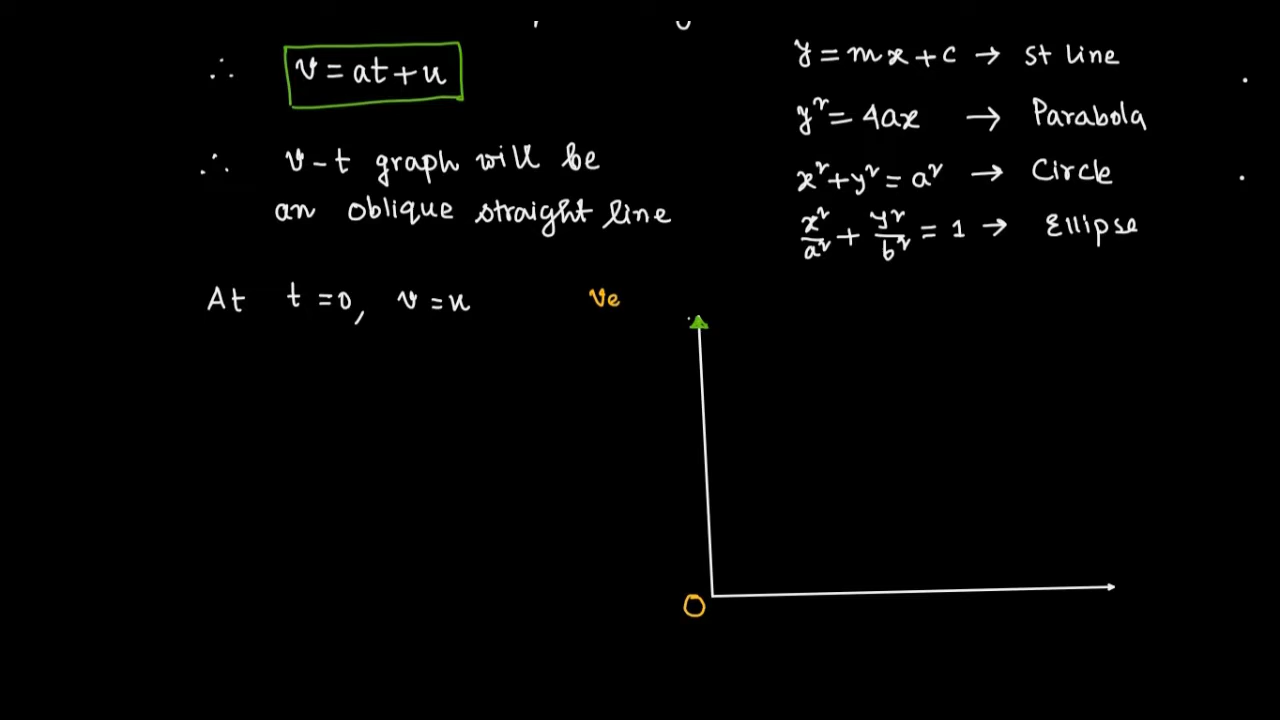 ∴ v = at + u
∴ v-t graph will be
an oblique straight line
At t = 0, v = u
y = mx + c → St line
y² = 4ax → Parabola
x² + y² = a² → Circle
x²/a² + y²/b² = 1 → Ellipse
Ve
O